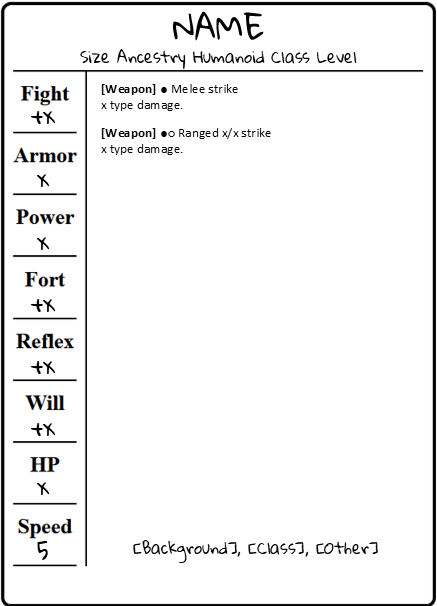 NAME
Size Ancestry Humanoid Class Level
Fight
+x
Armor
x
Power
x
Fort
+x
Reflex
+x
Will
+x
HP
x
Speed
5
[Weapon] ● Melee strike
x type damage.
[Weapon] ●○ Ranged x/x strike
x type damage.
[Background], [Class], [Other]